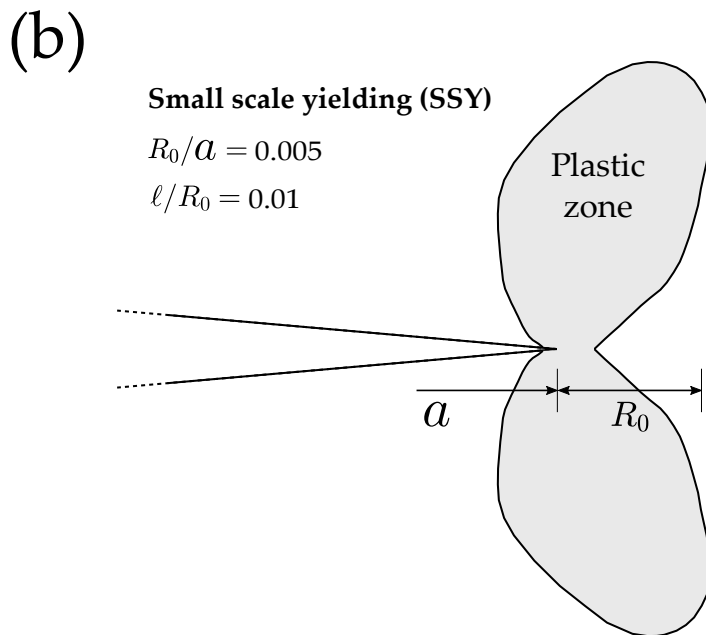 (b)
Small scale yielding (SSY)
R₀/a = 0.005
ℓ/R₀ = 0.01
Plastic
zone
a
R₀